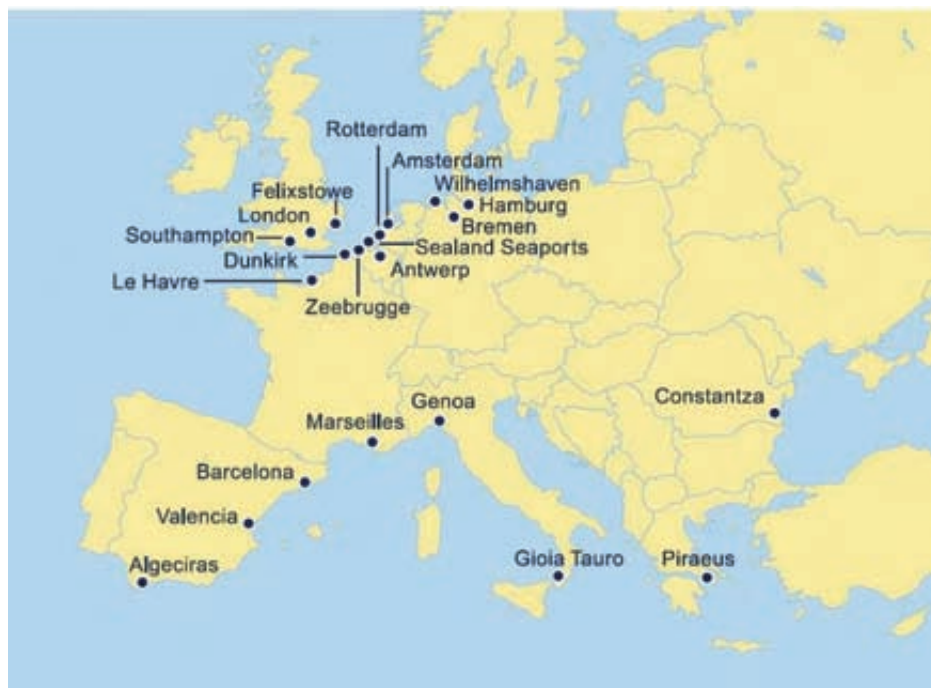 Rotterdam
Amsterdam
Wilhelmshaven
Felixstowe
Hamburg
London
Bremen
Southampton
Sealand Seaports
Dunkirk
Antwerp
Le Havre
Zeebrugge
Constantza
Genoa
Marseilles
Barcelona
Valencia
Algeciras
Gioia Tauro
Piraeus